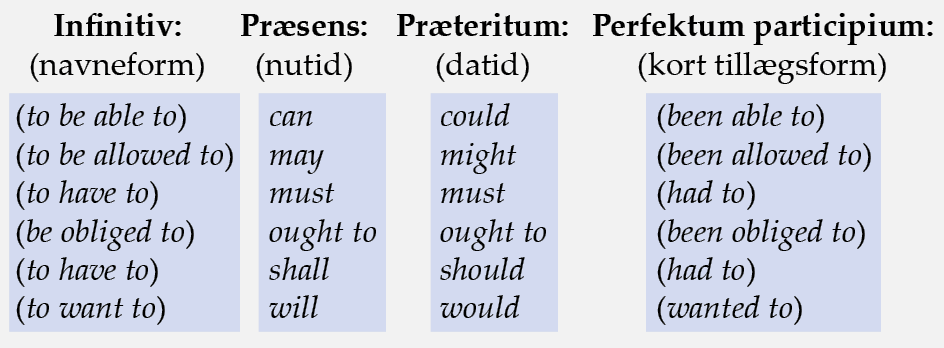 Infinitiv: Præsens: Præteritum: Perfektum participium:
(navneform) (nutid) (datid) (kort tillægsform)
(to be able to) can could (been able to)
(to be allowed to) may might (been allowed to)
(to have to) must must (had to)
(be obliged to) ought to ought to (been obliged to)
(to have to) shall should (had to)
(to want to) will would (wanted to)